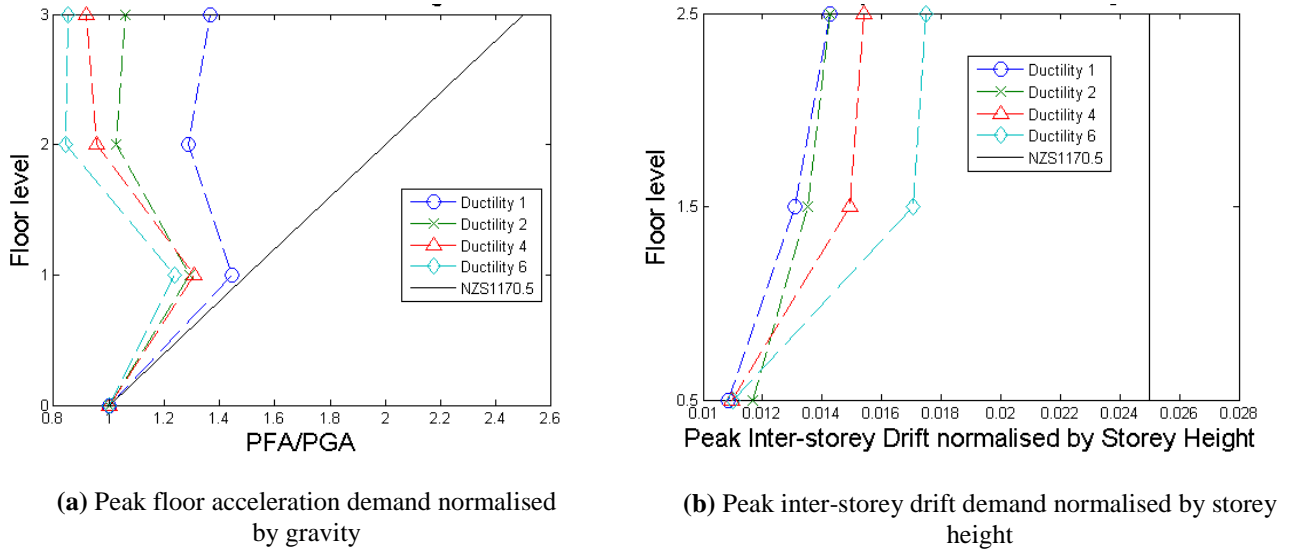 3
2
1
0
0.8
1
1.2
1.4
1.6
1.8
2
2.2
2.4
2.6
Floor level
PFA/PGA
Ductility 1
Ductility 2
Ductility 4
Ductility 6
NZS1170.5
(a) Peak floor acceleration demand normalised
by gravity
2.5
1.5
0.5
0.01
0.012
0.014
0.016
0.018
0.02
0.022
0.024
0.026
0.028
Floor level
Peak Inter-storey Drift normalised by Storey Height
Ductility 1
Ductility 2
Ductility 4
Ductility 6
NZS1170.5
(b) Peak inter-storey drift demand normalised by storey
height